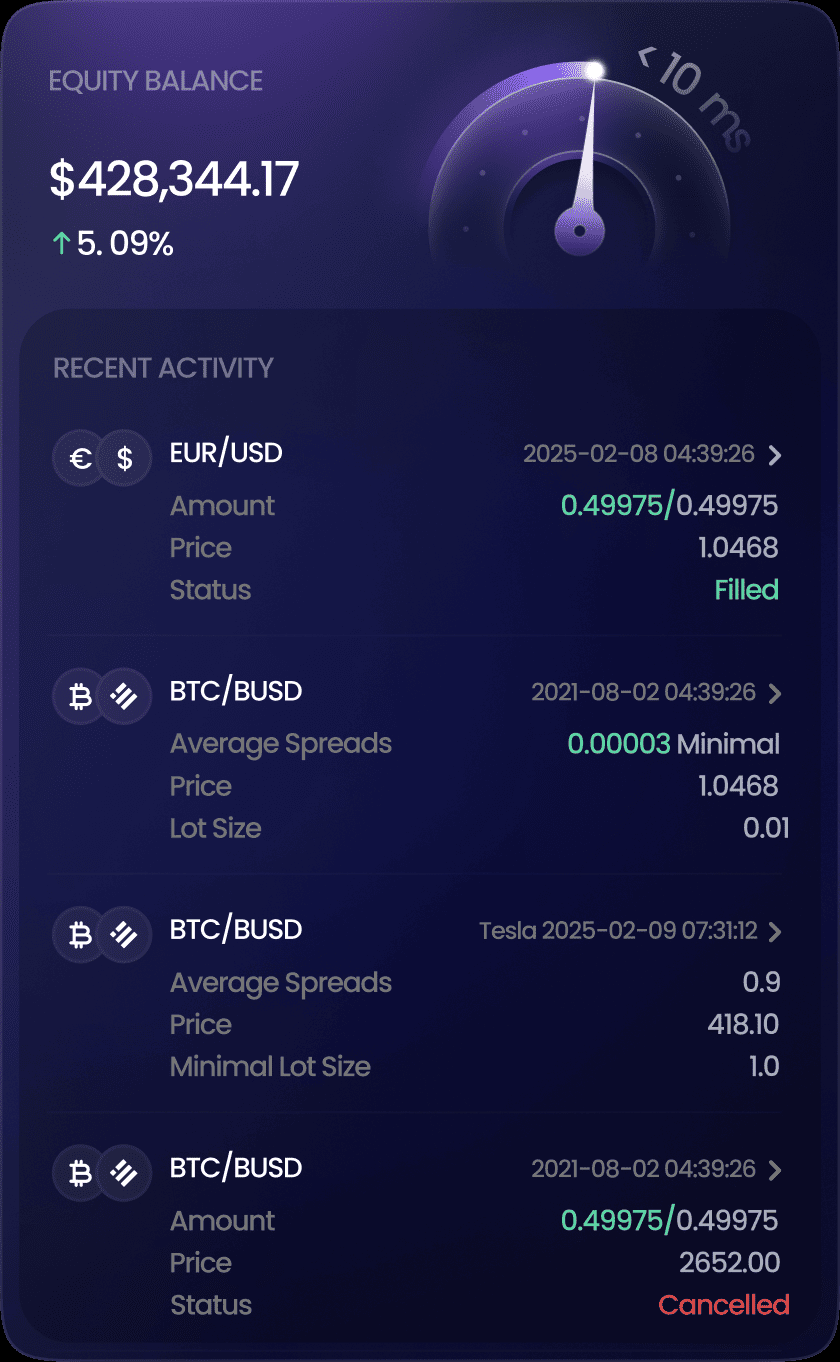 EQUITY BALANCE
< 10 ms
$428,344.17
↑ 5. 09%
RECENT ACTIVITY
€ $ EUR/USD 2025-02-08 04:39:26
Amount 0.49975/0.49975
Price 1.0468
Status Filled
BTC/BUSD 2021-08-02 04:39:26
Average Spreads 0.00003 Minimal
Price 1.0468
Lot Size 0.01
BTC/BUSD Tesla 2025-02-09 07:31:12
Average Spreads 0.9
Price 418.10
Minimal Lot Size 1.0
BTC/BUSD 2021-08-02 04:39:26
Amount 0.49975/0.49975
Price 2652.00
Status Cancelled